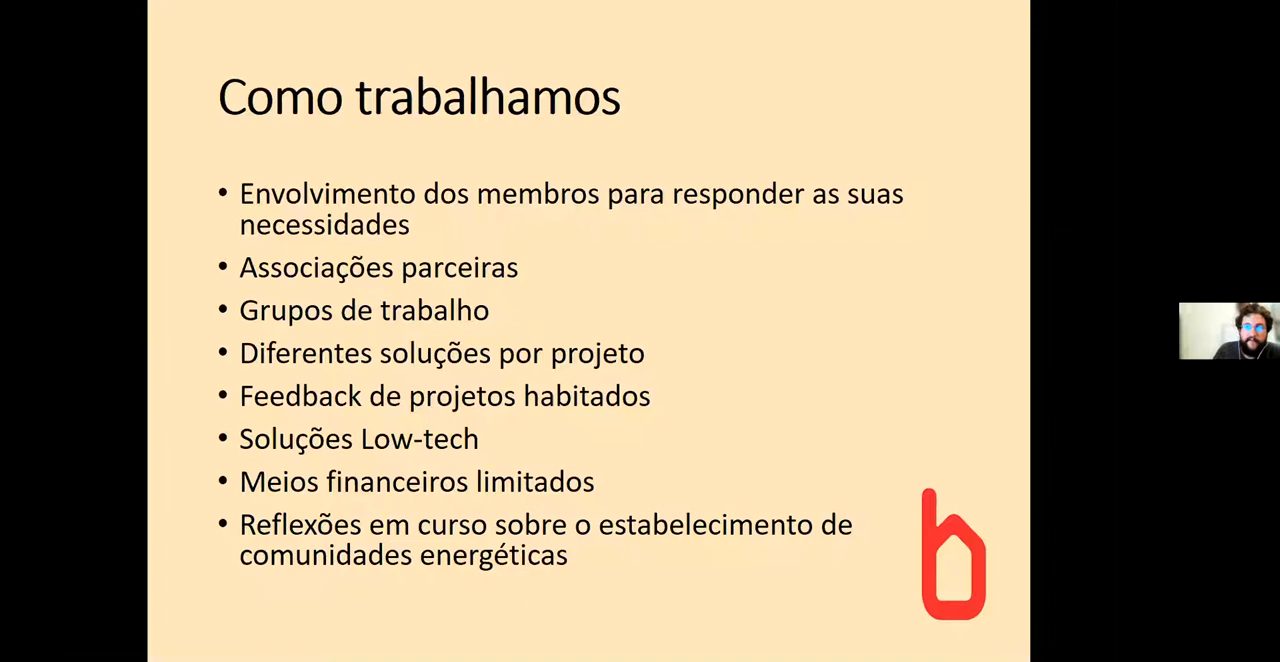 Como trabalhamos
• Envolvimento dos membros para responder as suas
necessidades
• Associações parceiras
• Grupos de trabalho
• Diferentes soluções por projeto
• Feedback de projetos habitados
• Soluções Low-tech
• Meios financeiros limitados
• Reflexões em curso sobre o estabelecimento de
comunidades energéticas